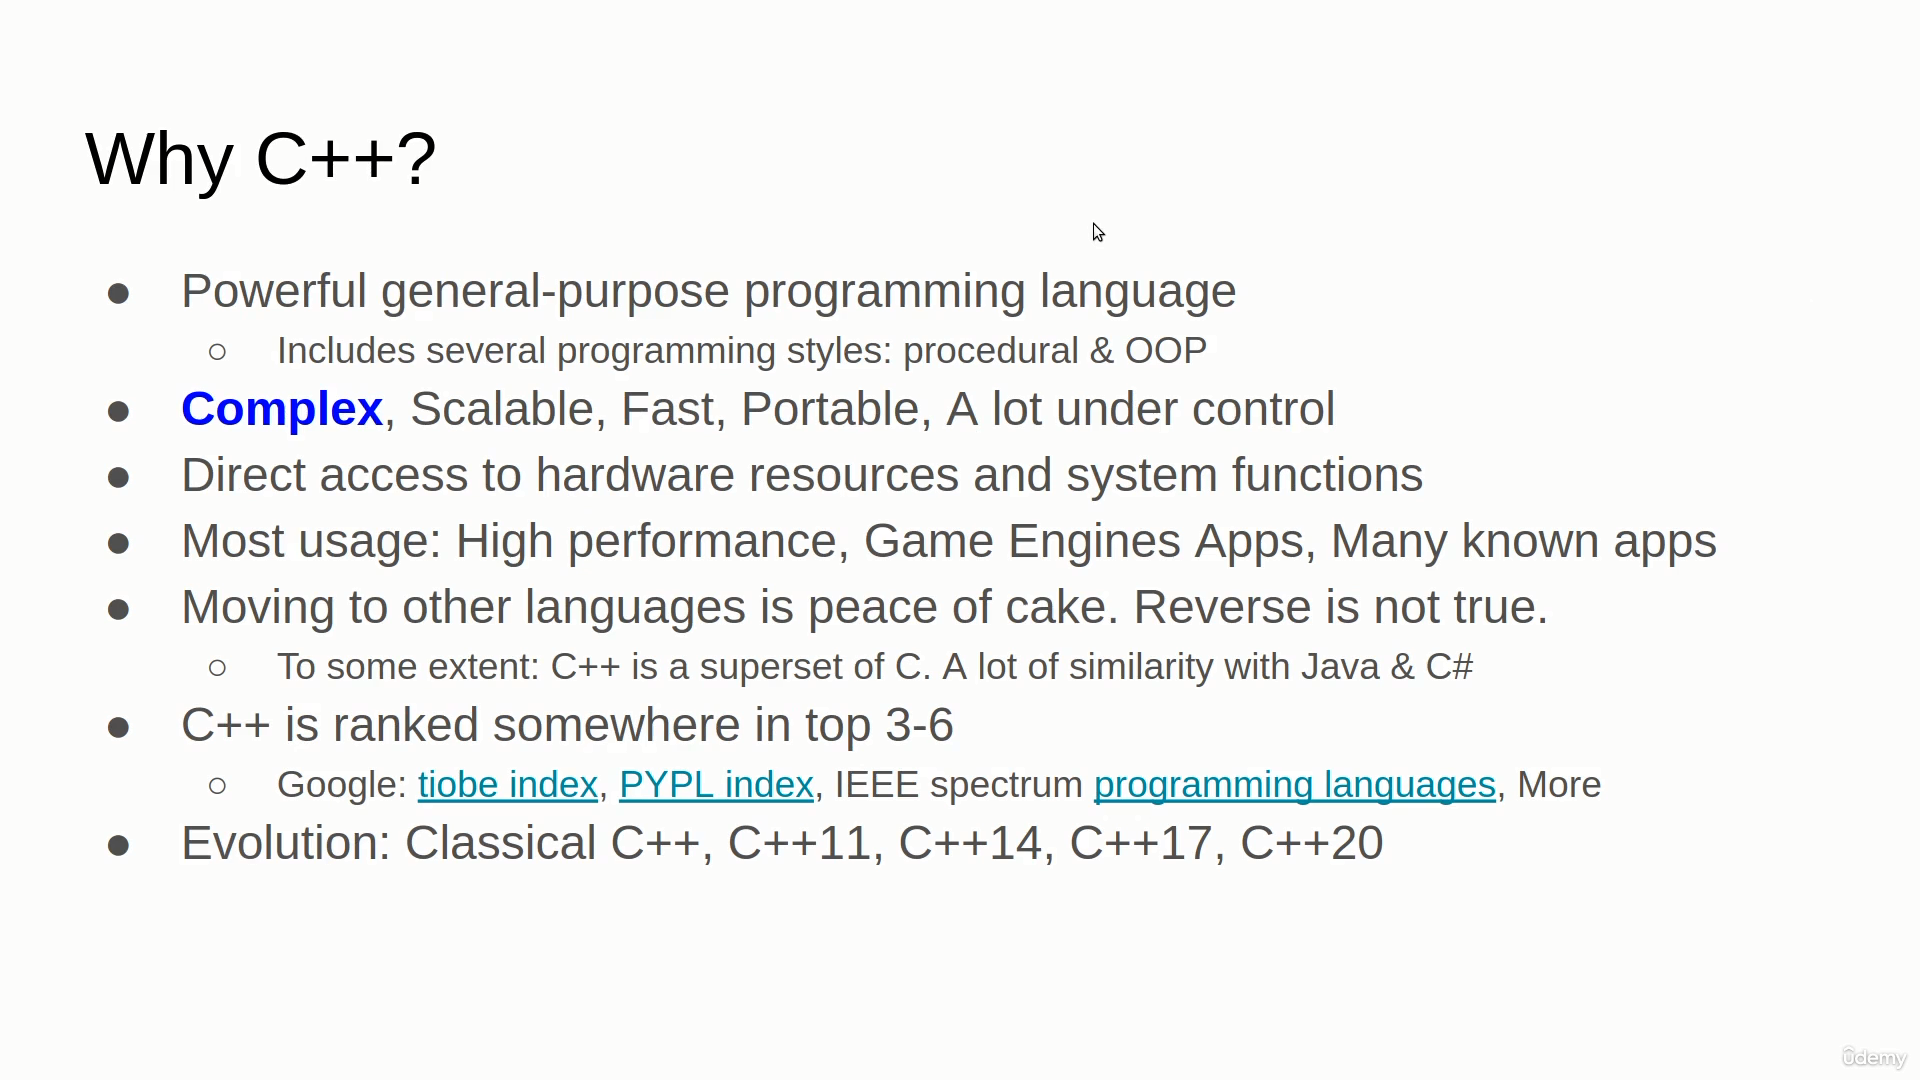 Why C++?
● Powerful general-purpose programming language
○ Includes several programming styles: procedural & OOP
● Complex, Scalable, Fast, Portable, A lot under control
● Direct access to hardware resources and system functions
● Most usage: High performance, Game Engines Apps, Many known apps
● Moving to other languages is peace of cake. Reverse is not true.
○ To some extent: C++ is a superset of C. A lot of similarity with Java & C#
● C++ is ranked somewhere in top 3-6
○ Google: tiobe index, PYPL index, IEEE spectrum programming languages, More
● Evolution: Classical C++, C++11, C++14, C++17, C++20
udemy